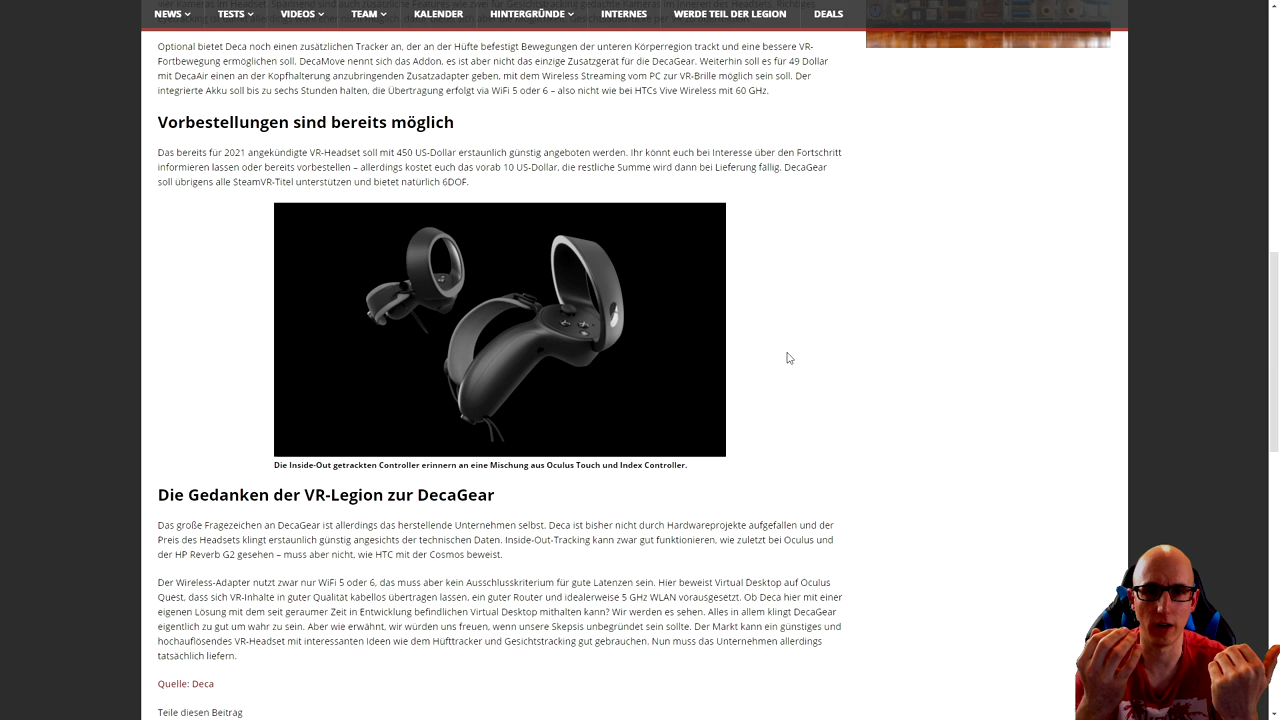 NEWS TESTS VIDEOS TEAM KALENDER HINTERGRÜNDE INTERNES WERDE TEIL DER LEGION DEALS
Optional bietet Deca noch einen zusätzlichen Tracker an, der an der Hüfte befestigt Bewegungen der unteren Körperregion trackt und eine bessere VR-
Fortbewegung ermöglichen soll. DecaMove nennt sich das Addon, es ist aber nicht das einzige Zusatzgerät für die DecaGear. Weiterhin soll es für 49 Dollar
mit DecaAir einen an der Kopfhalterung anzubringenden Zusatzadapter geben, mit dem Wireless Streaming vom PC zur VR-Brille möglich sein soll. Der
integrierte Akku soll bis zu sechs Stunden halten, die Übertragung erfolgt via WiFi 5 oder 6 – also nicht wie bei HTCs Vive Wireless mit 60 GHz.
Vorbestellungen sind bereits möglich
Das bereits für 2021 angekündigte VR-Headset soll mit 450 US-Dollar erstaunlich günstig angeboten werden. Ihr könnt euch bei Interesse über den Fortschritt
informieren lassen oder bereits vorbestellen – allerdings kostet euch das vorab 10 US-Dollar, die restliche Summe wird dann bei Lieferung fällig. DecaGear
soll übrigens alle SteamVR-Titel unterstützen und bietet natürlich 6DOF.
Die Inside-Out getrackten Controller erinnern an eine Mischung aus Oculus Touch und Index Controller.
Die Gedanken der VR-Legion zur DecaGear
Das große Fragezeichen an DecaGear ist allerdings das herstellende Unternehmen selbst. Deca ist bisher nicht durch Hardwareprojekte aufgefallen und der
Preis des Headsets klingt erstaunlich günstig angesichts der technischen Daten. Inside-Out-Tracking kann zwar gut funktionieren, wie zuletzt bei Oculus und
der HP Reverb G2 gesehen – muss aber nicht, wie HTC mit der Cosmos beweist.
Der Wireless-Adapter nutzt zwar nur WiFi 5 oder 6, das muss aber kein Ausschlusskriterium für gute Latenzen sein. Hier beweist Virtual Desktop auf Oculus
Quest, dass sich VR-Inhalte in guter Qualität kabellos übertragen lassen, ein guter Router und idealerweise 5 GHz WLAN vorausgesetzt. Ob Deca hier mit einer
eigenen Lösung mit dem seit geraumer Zeit in Entwicklung befindlichen Virtual Desktop mithalten kann? Wir werden es sehen. Alles in allem klingt DecaGear
eigentlich zu gut um wahr zu sein. Aber wie erwähnt, wir würden uns freuen, wenn unsere Skepsis unbegründet sein sollte. Der Markt kann ein günstiges und
hochauflösendes VR-Headset mit interessanten Ideen wie dem Hüfttracker und Gesichtstracking gut gebrauchen. Nun muss das Unternehmen allerdings
tatsächlich liefern.
Quelle: Deca
Teile diesen Beitrag